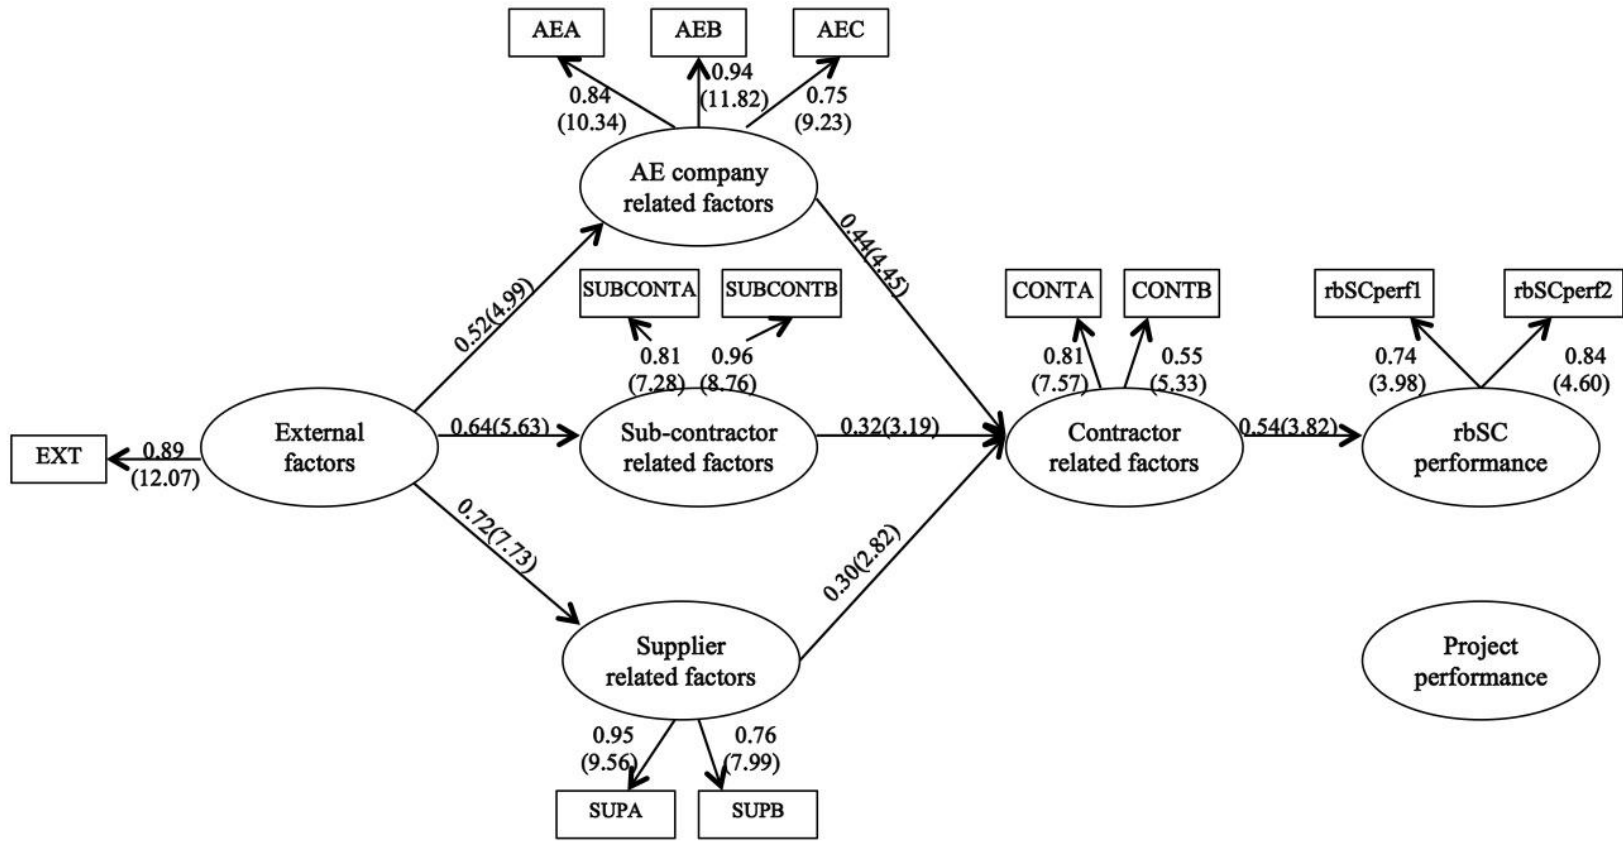 AEA
AEB
AEC
0.84
(10.34)
0.94
(11.82)
0.75
(9.23)
AE company
related factors
0.52(4.99)
0.44(4.45)
SUBCONTA
SUBCONTB
0.81
(7.28)
0.96
(8.76)
CONTA
CONTB
0.81
(7.57)
0.55
(5.33)
rbSCperf1
rbSCperf2
0.74
(3.98)
0.84
(4.60)
EXT
0.89
(12.07)
External
factors
0.64(5.63)
Sub-contractor
related factors
0.32(3.19)
Contractor
related factors
0.54(3.82)
rbSC
performance
0.72(7.73)
0.30(2.82)
Supplier
related factors
Project
performance
0.95
(9.56)
0.76
(7.99)
SUPA
SUPB